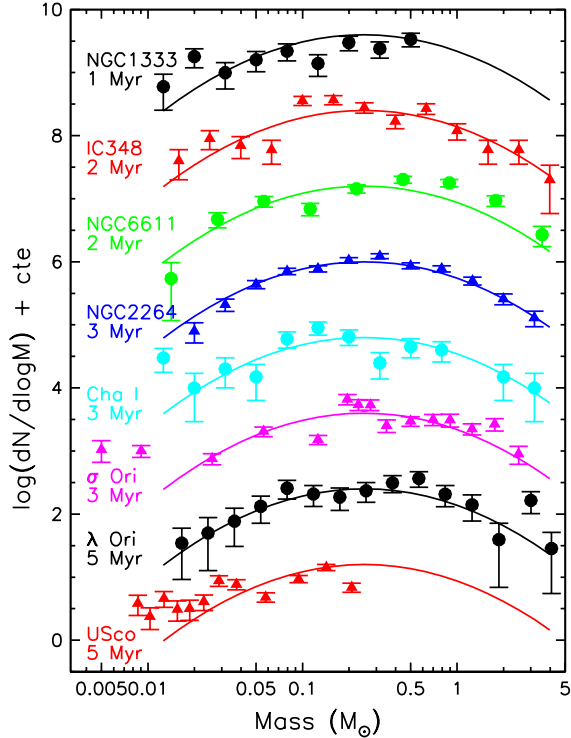 NGC1333
1 Myr
IC348
2 Myr
NGC6611
2 Myr
NGC2264
3 Myr
Cha I
3 Myr
σ Ori
3 Myr
λ Ori
5 Myr
USco
5 Myr
log(dN/dlogM) + cte
10
8
6
4
2
0
0.005
0.01
0.05
0.1
0.5
1
5
Mass (M⊙)